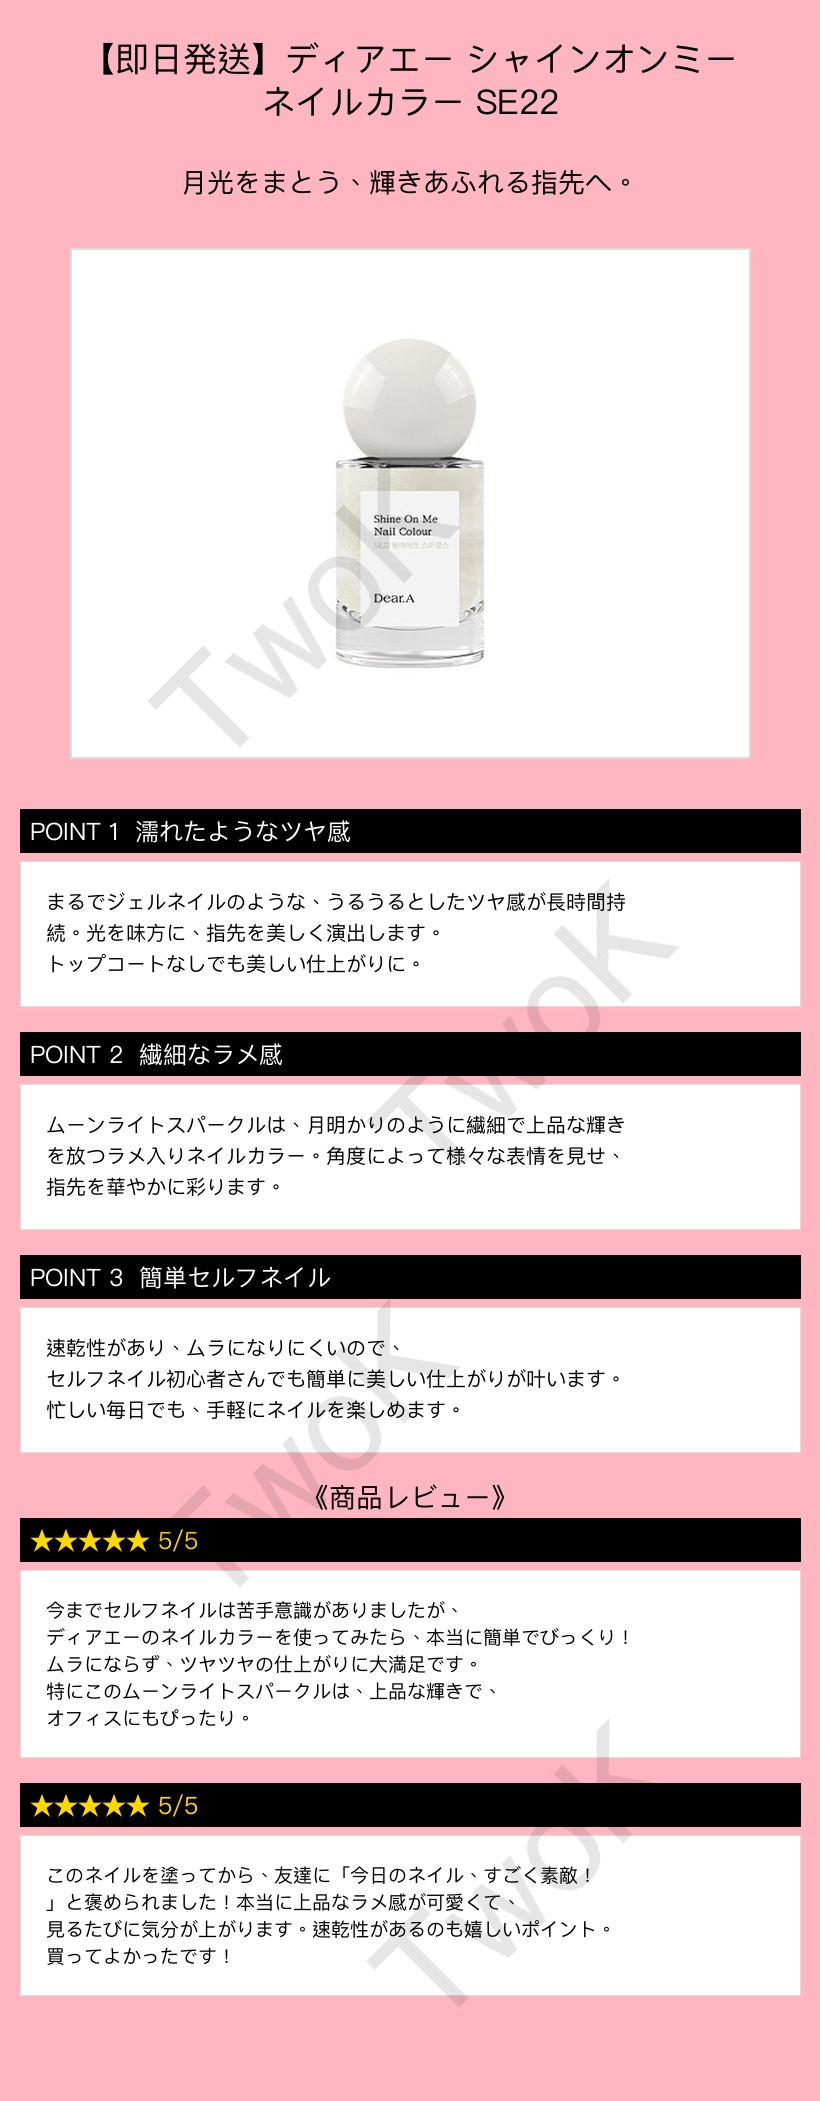 【即日発送】ディアエー シャインオンミー
ネイルカラー SE22
月光をまとう、輝きあふれる指先へ。
Shine On Me
Nail Colour
SE22 문라이트 스파클스
Dear.A
TwoK
POINT 1 濡れたようなツヤ感
まるでジェルネイルのような、うるうるとしたツヤ感が長時間持
続。光を味方に、指先を美しく演出します。
トップコートなしでも美しい仕上がりに。
TwoK
POINT 2 繊細なラメ感
ムーンライトスパークルは、月明かりのように繊細で上品な輝き
を放つラメ入りネイルカラー。角度によって様々な表情を見せ、
指先を華やかに彩ります。
POINT 3 簡単セルフネイル
速乾性があり、ムラになりにくいので、
セルフネイル初心者さんでも簡単に美しい仕上がりが叶います。
忙しい毎日でも、手軽にネイルを楽しめます。
TwoK
《商品レビュー》
★★★★★ 5/5
今までセルフネイルは苦手意識がありましたが、
ディアエーのネイルカラーを使ってみたら、本当に簡単でびっくり！
ムラにならず、ツヤツヤの仕上がりに大満足です。
特にこのムーンライトスパークルは、上品な輝きで、
オフィスにもぴったり。
★★★★★ 5/5
このネイルを塗ってから、友達に「今日のネイル、すごく素敵！
」と褒められました！本当に上品なラメ感が可愛くて、
見るたびに気分が上がります。速乾性があるのも嬉しいポイント。
買ってよかったです！
TwoK